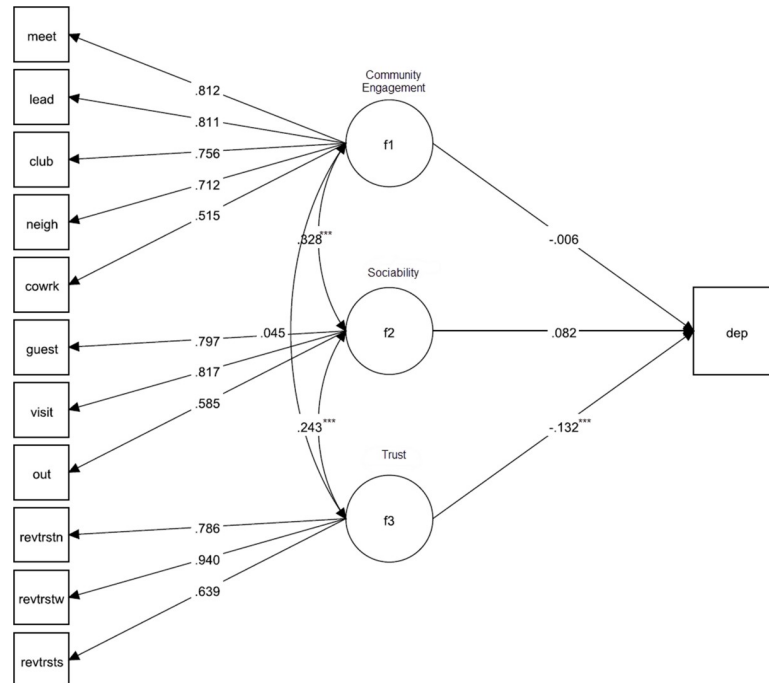 meet
lead
club
neigh
cowrk
guest
visit
out
revtrstn
revtrstw
revtrsts
.812
.811
.756
.712
.515
.797
.817
.585
.786
.940
.639
.328***
.045
.243***
Community
Engagement
f1
Sociability
f2
Trust
f3
-.006
.082
-.132***
dep